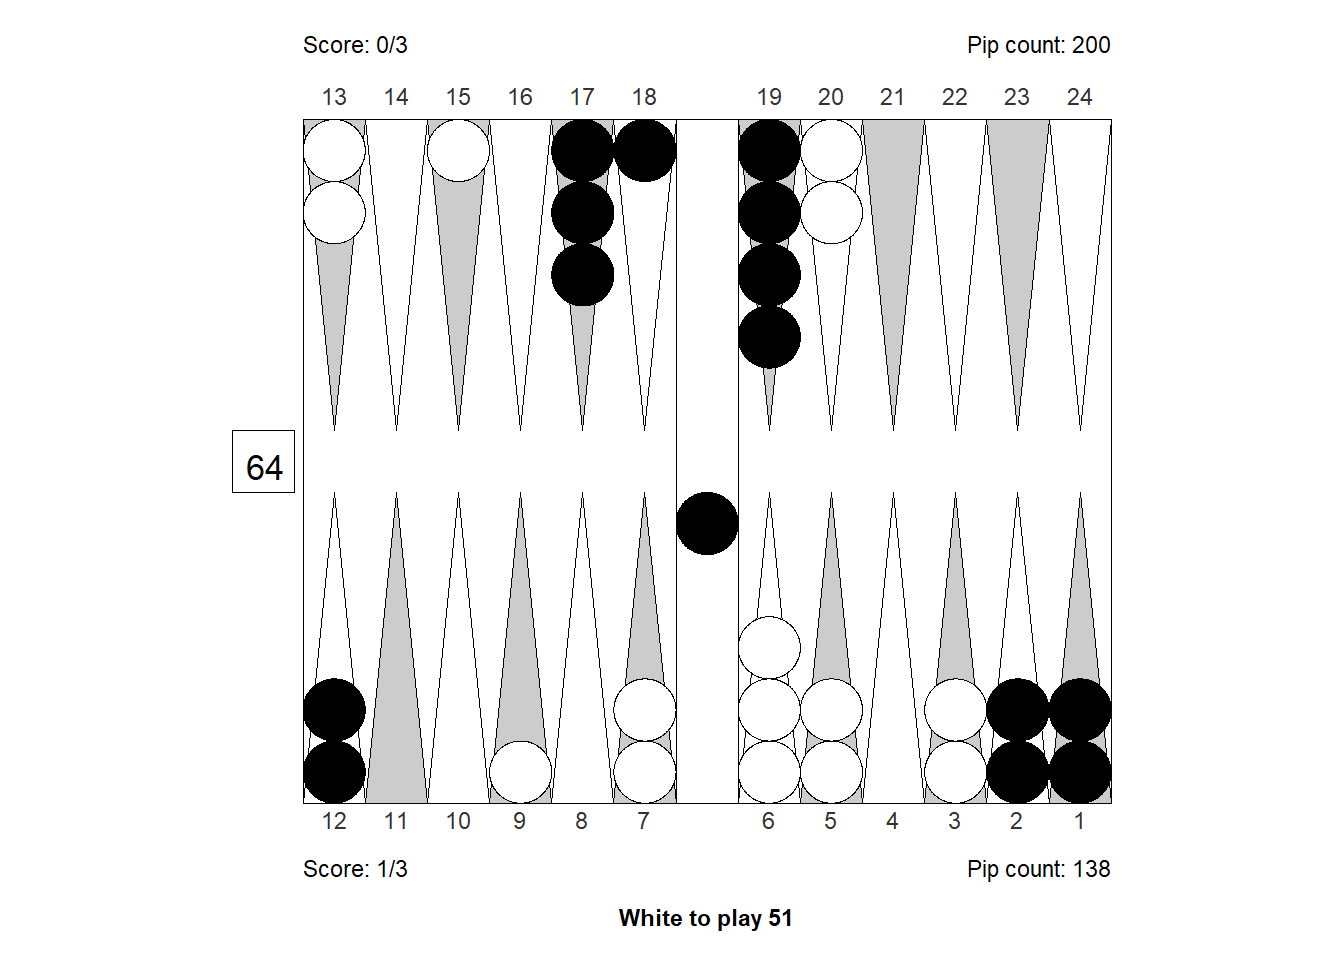 Score: 0/3 Pip count: 200
13 14 15 16 17 18 19 20 21 22 23 24
64
12 11 10 9 8 7 6 5 4 3 2 1
Score: 1/3 Pip count: 138
White to play 51